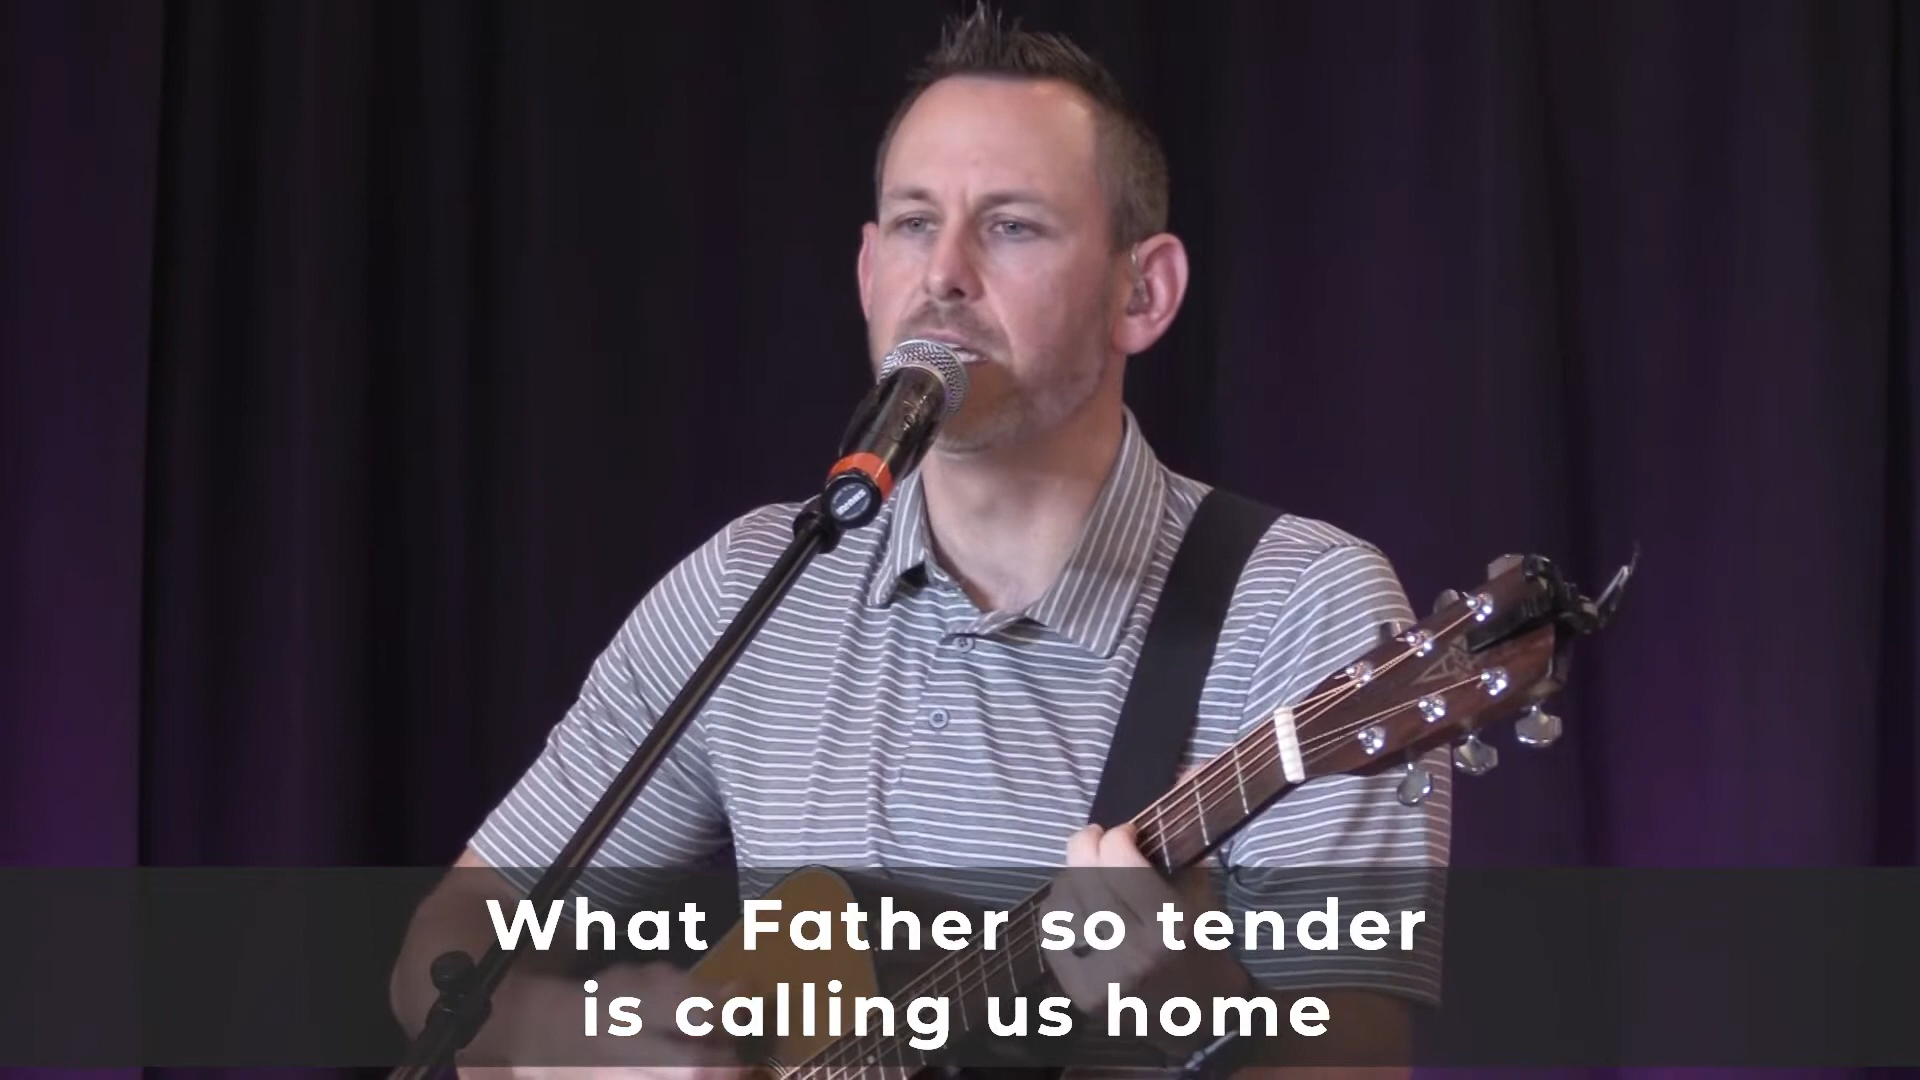 What Father so tender
is calling us home